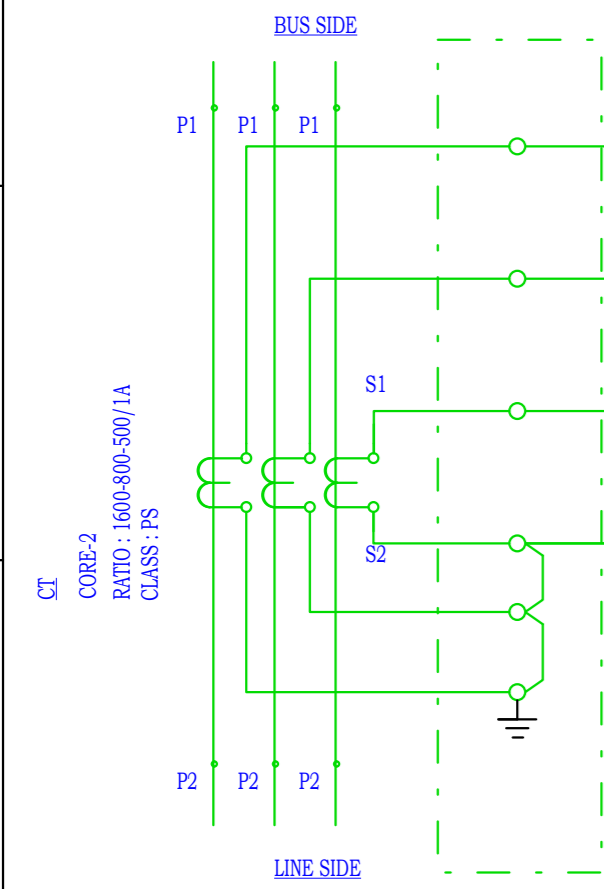 BUS SIDE
P1 P1 P1
S1
S2
CT
CORE-2
RATIO : 1600-800-500/1A
CLASS : PS
P2 P2 P2
LINE SIDE